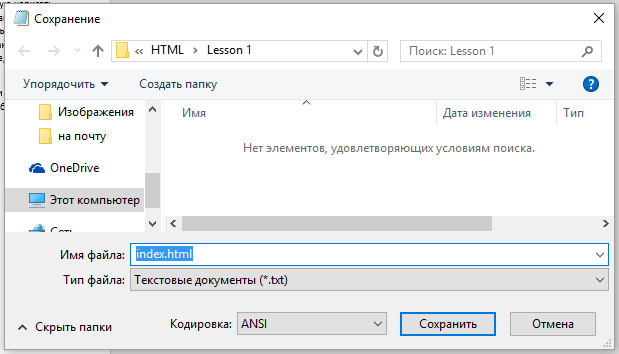 Сохранение
« HTML > Lesson 1
Поиск: Lesson 1
Упорядочить
Создать папку
Изображения
на почту
OneDrive
Этот компьютер
Сеть
Имя
Дата изменения
Тип
Нет элементов, удовлетворяющих условиям поиска.
Имя файла: index.html
Тип файла: Текстовые документы (*.txt)
Скрыть папки
Кодировка: ANSI
Сохранить
Отмена